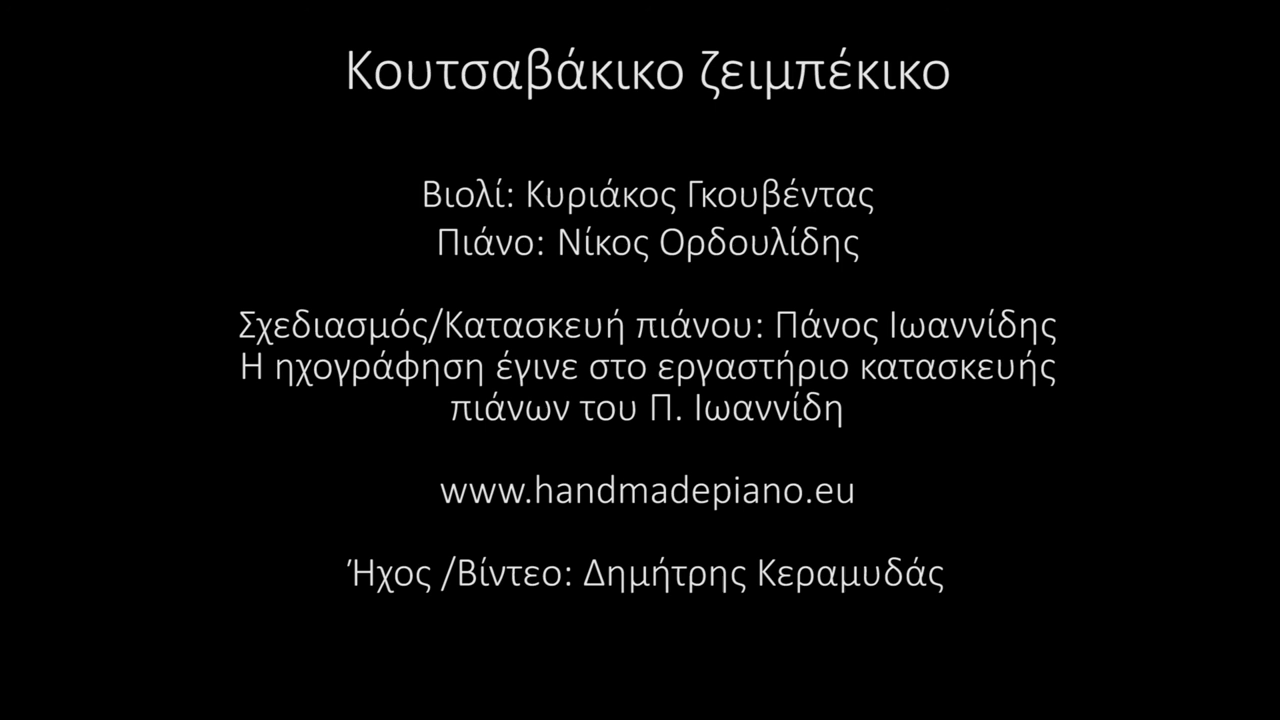 Κουτσαβάκικο ζειμπέκικο
Βιολί: Κυριάκος Γκουβέντας
Πιάνο: Νίκος Ορδουλίδης
Σχεδιασμός/Κατασκευή πιάνου: Πάνος Ιωαννίδης
Η ηχογράφηση έγινε στο εργαστήριο κατασκευής
πιάνων του Π. Ιωαννίδη
www.handmadepiano.eu
Ήχος /Βίντεο: Δημήτρης Κεραμυδάς